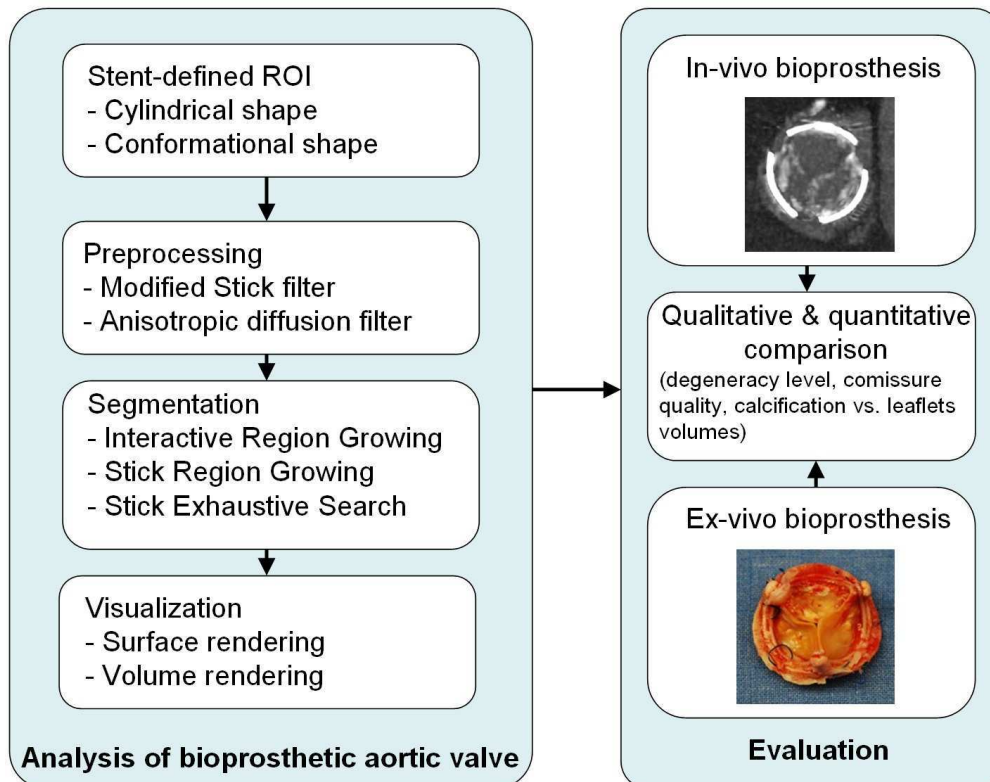 Stent-defined ROI
- Cylindrical shape
- Conformational shape
Preprocessing
- Modified Stick filter
- Anisotropic diffusion filter
Segmentation
- Interactive Region Growing
- Stick Region Growing
- Stick Exhaustive Search
Visualization
- Surface rendering
- Volume rendering
Analysis of bioprosthetic aortic valve
In-vivo bioprosthesis
Qualitative & quantitative
comparison
(degeneracy level, comissure
quality, calcification vs. leaflets
volumes)
Ex-vivo bioprosthesis
Evaluation